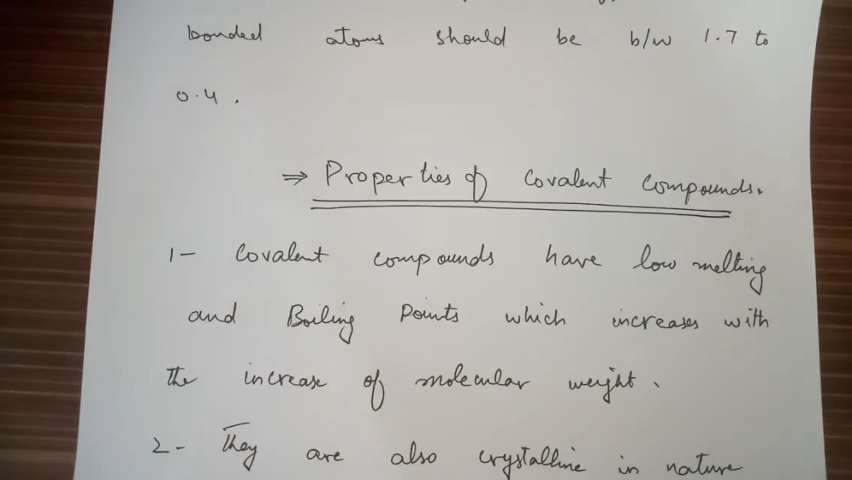 bonded atoms should be b/w 1.7 to
0.4.
⇒ Properties of Covalent Compounds.
1- Covalent compounds have low melting
and Boiling Points which increases with
the increase of molecular weight.
2- They are also crystalline in nature